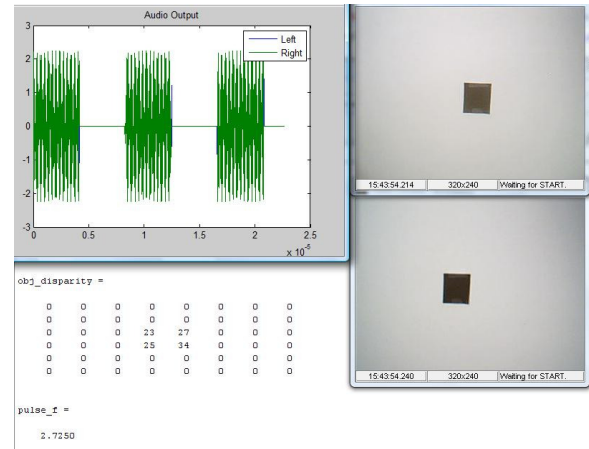 Audio Output
Left
Right
3
2
1
0
-1
-2
-3
0 0.5 1 1.5 2 2.5
x 10^-5
15:43:54.214 320x240 Waiting for START.
15:43:54.240 320x240 Waiting for START.
obj_disparity =
0 0 0 0 0 0 0 0
0 0 0 0 0 0 0 0
0 0 0 23 27 0 0 0
0 0 0 25 34 0 0 0
0 0 0 0 0 0 0 0
0 0 0 0 0 0 0 0
pulse_f =
2.7250